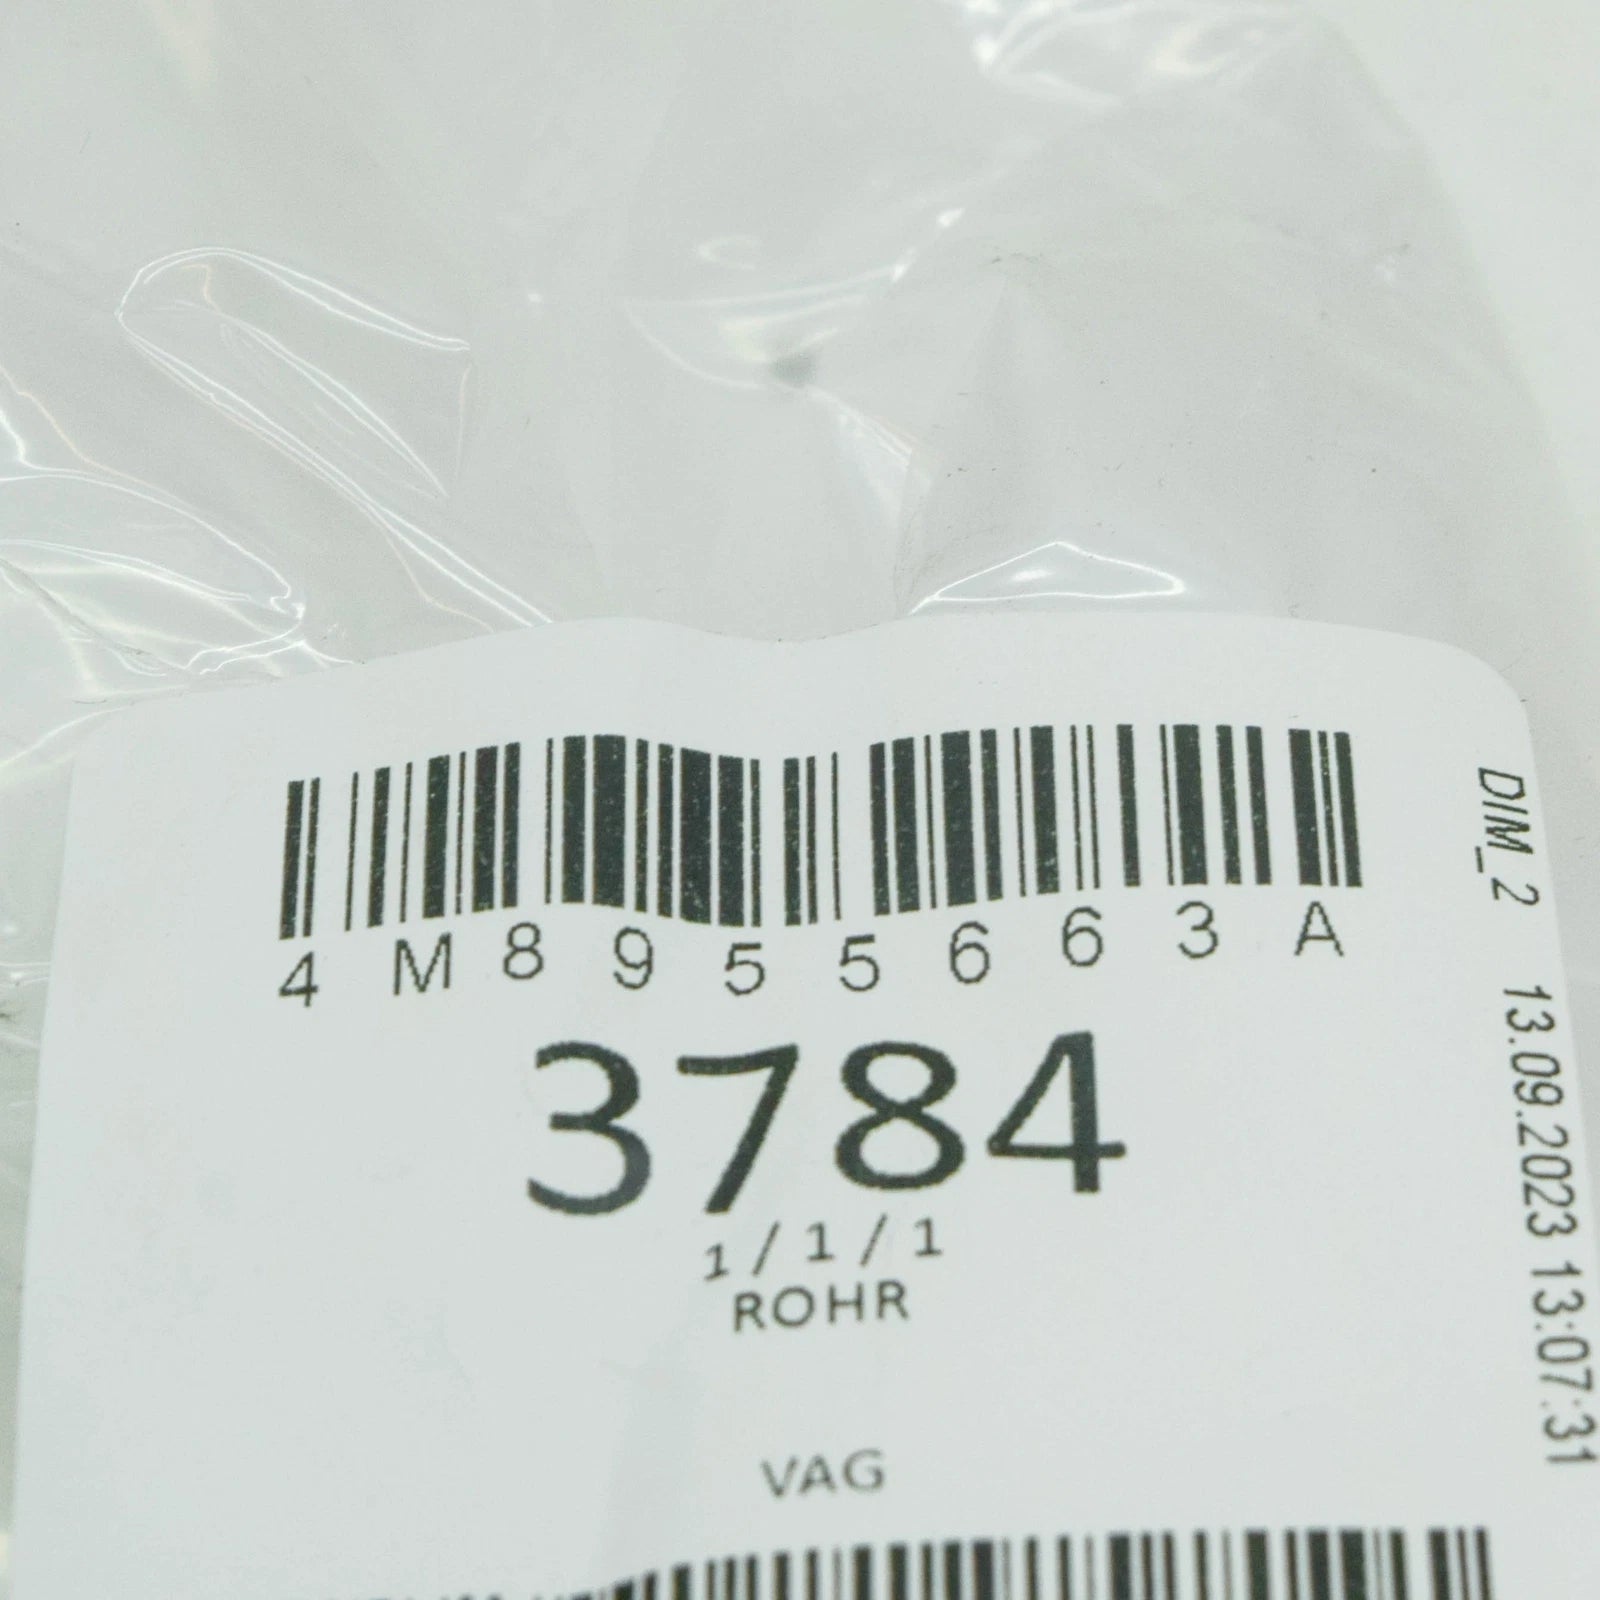 4M8955663A
3784
1/1/1
ROHR
VAG
DIM_2 13.09.2023 13:07:31